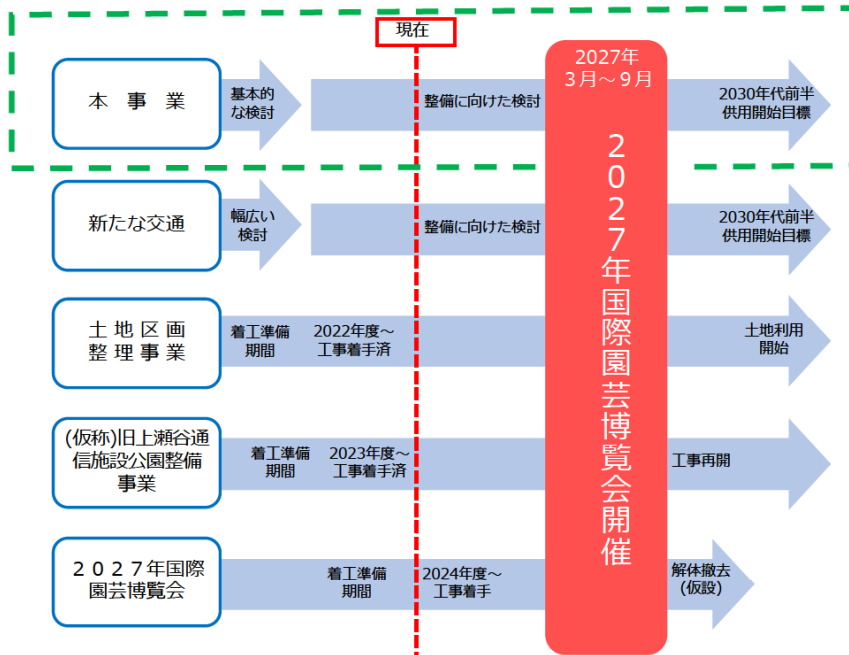 現在
2027年
3月～9月
2027年国際園芸博覧会開催
本事業
基本的
な検討
整備に向けた検討
2030年代前半
供用開始目標
新たな交通
幅広い
検討
整備に向けた検討
2030年代前半
供用開始目標
土地区画
整理事業
着工準備
期間
2022年度～
工事着手済
土地利用
開始
(仮称)旧上瀬谷通
信施設公園整備
事業
着工準備
期間
2023年度～
工事着手済
工事再開
２０２７年国際
園芸博覧会
着工準備
期間
2024年度～
工事着手
解体撤去
(仮設)